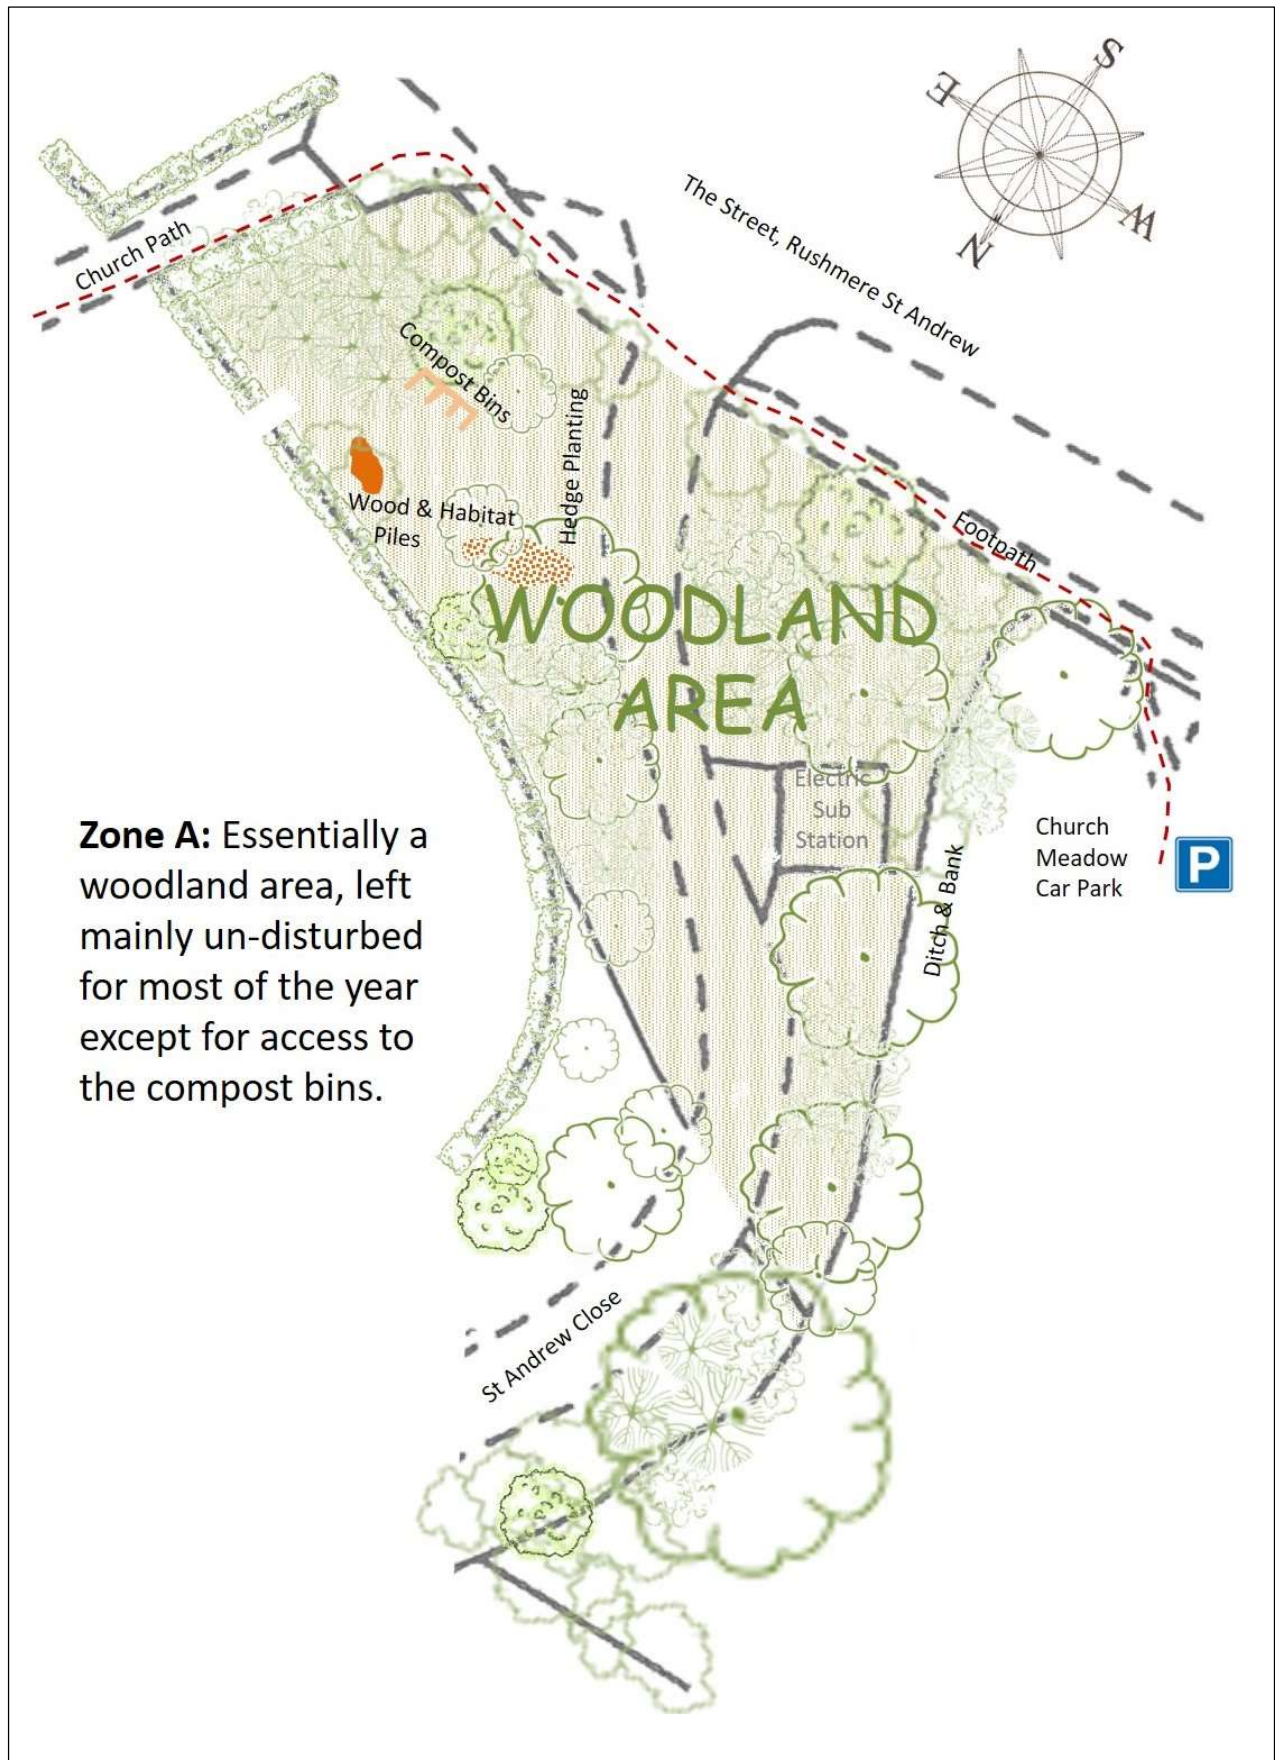 S
E
W
N
The Street, Rushmere St Andrew
Church Path
Compost Bins
Hedge Planting
Wood & Habitat
Piles
Footpath
WOODLAND
AREA
Electric
Sub
Station
Ditch & Bank
Church
Meadow
Car Park
P
Zone A: Essentially a
woodland area, left
mainly un-disturbed
for most of the year
except for access to
the compost bins.
St Andrew Close